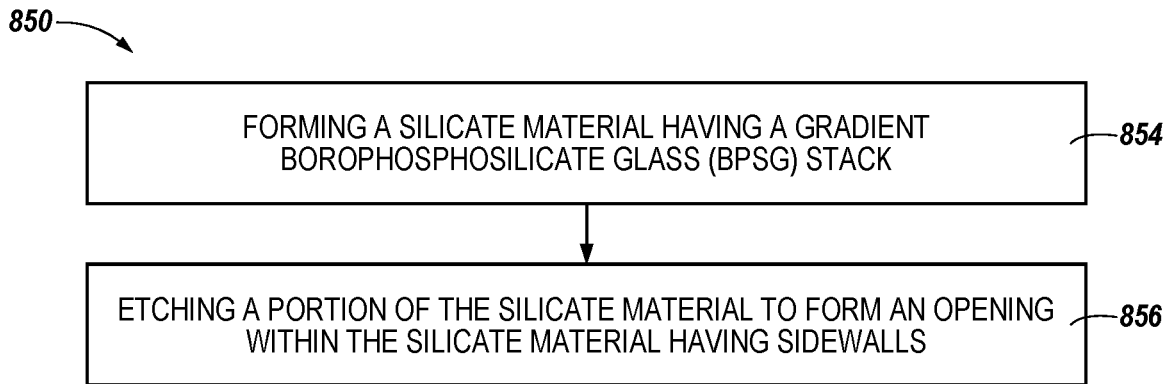 850
FORMING A SILICATE MATERIAL HAVING A GRADIENT
BOROPHOSPHOSILICATE GLASS (BPSG) STACK
854
ETCHING A PORTION OF THE SILICATE MATERIAL TO FORM AN OPENING
WITHIN THE SILICATE MATERIAL HAVING SIDEWALLS
856